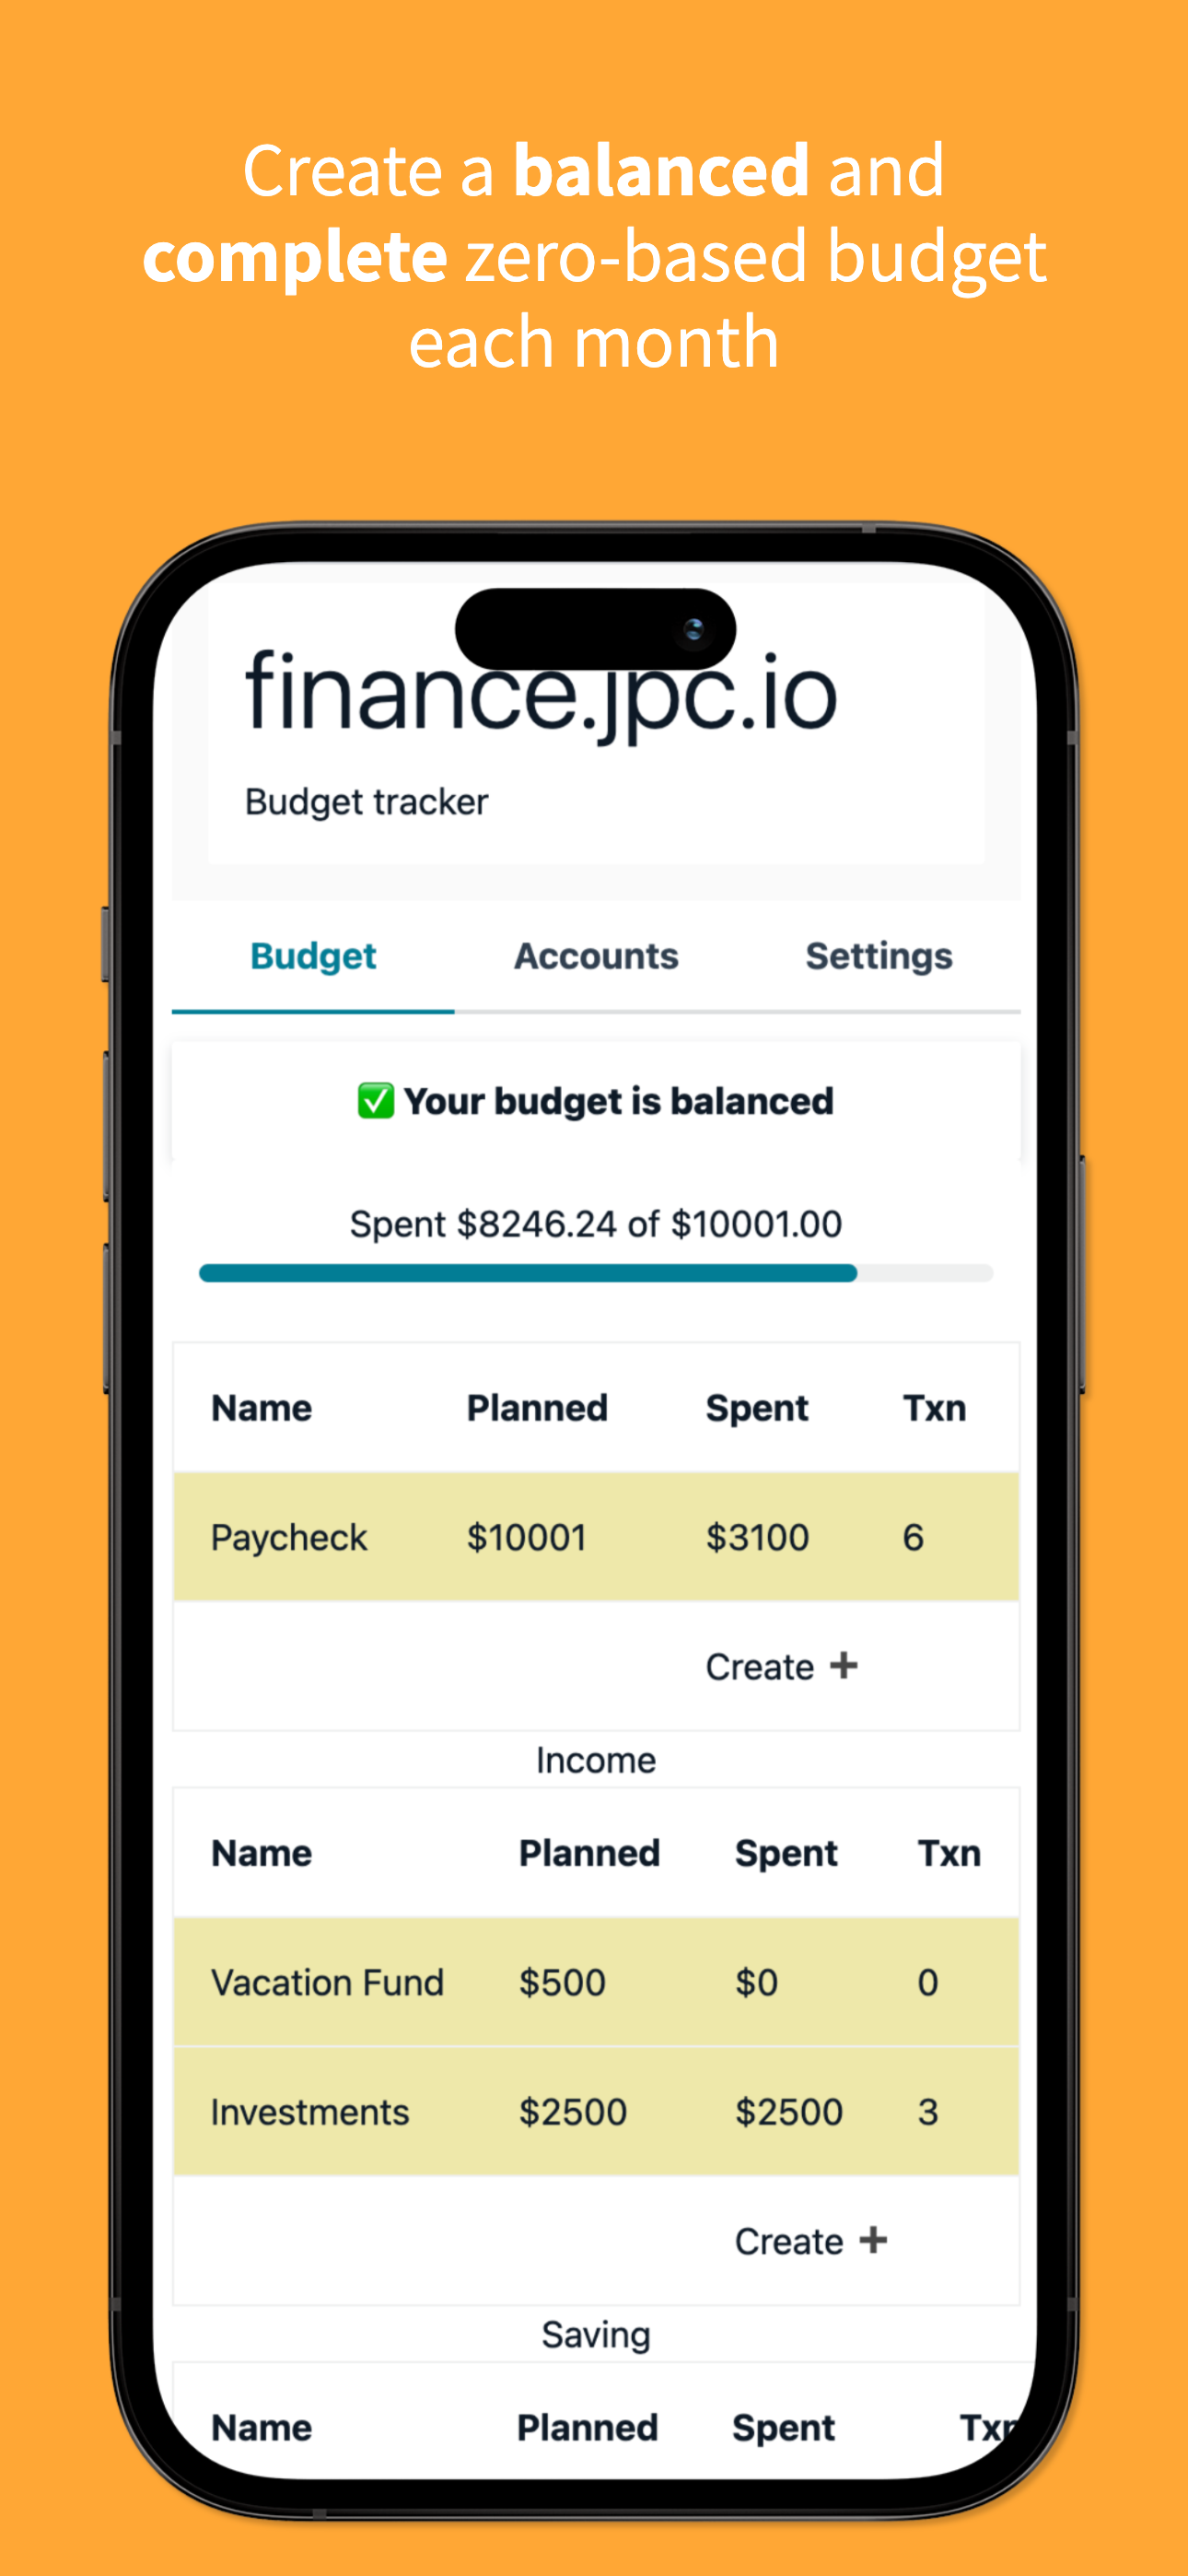 Create a balanced and
complete zero-based budget
each month
finance.jpc.io
Budget tracker
Budget Accounts Settings
✅ Your budget is balanced
Spent $8246.24 of $10001.00
Name Planned Spent Txn
Paycheck $10001 $3100 6
Create +
Income
Name Planned Spent Txn
Vacation Fund $500 $0 0
Investments $2500 $2500 3
Create +
Saving
Name Planned Spent Txn